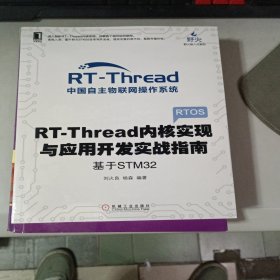 野火
RT-Thread
中国自主物联网操作系统
RTOS
RT-Thread内核实现
与应用开发实战指南
基于STM32
刘火良 杨森 编著
机械工业出版社